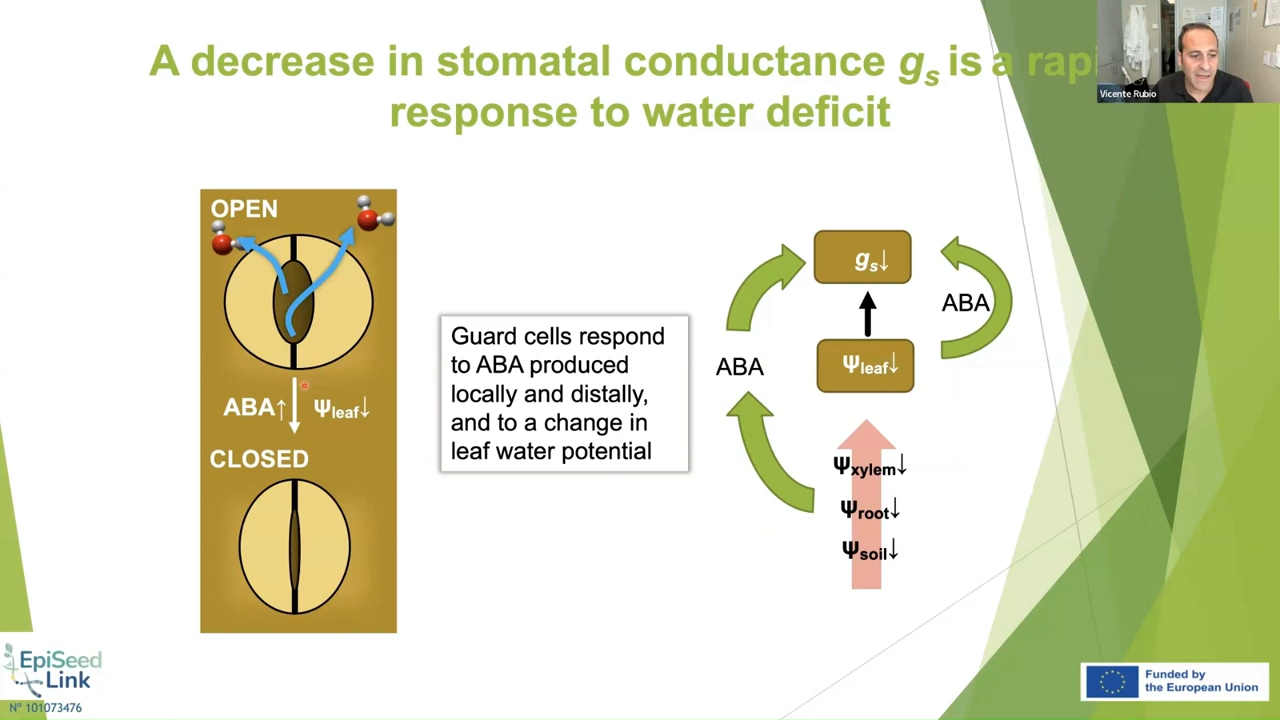 A decrease in stomatal conductance gs is a rapi
response to water deficit
Vicente Rubio
OPEN
ABA↑ Ψleaf↓
CLOSED
Guard cells respond
to ABA produced
locally and distally,
and to a change in
leaf water potential
gs↓
ABA
Ψleaf↓
ABA
Ψxylem↓
Ψroot↓
Ψsoil↓
EpiSeed
Link
Nº 101073476
Funded by
the European Union